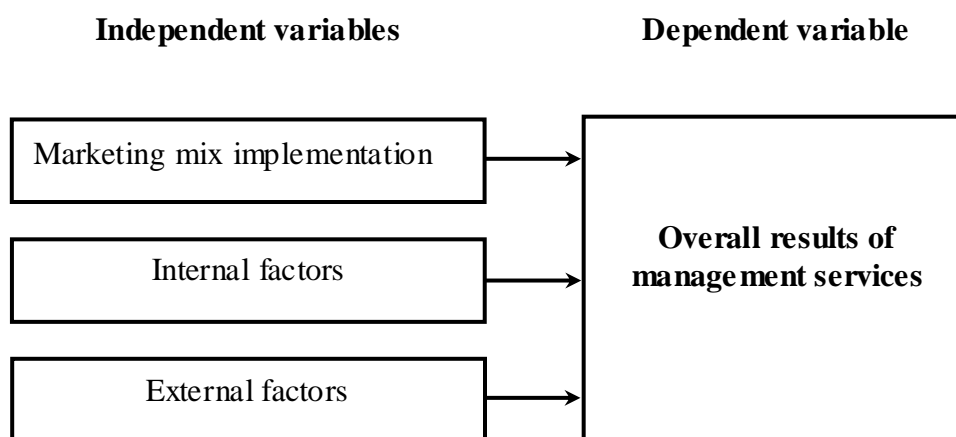 Independent variables
Dependent variable
Marketing mix implementation
Internal factors
External factors
Overall results of
management services